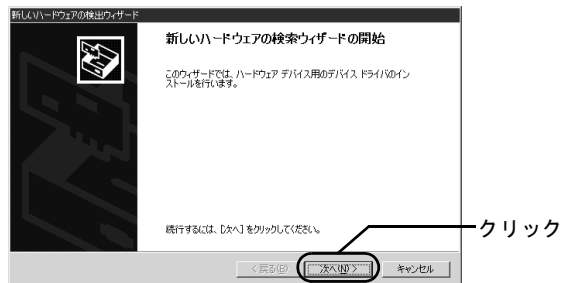 新しいハードウェアの検出ウィザード
新しいハードウェアの検索ウィザードの開始
このウィザードでは、ハードウェア デバイス用のデバイス ドライバのイン
ストールを行います。
続行するには、[次へ] をクリックしてください。
クリック
< 戻る(B)
次へ(N) >
キャンセル